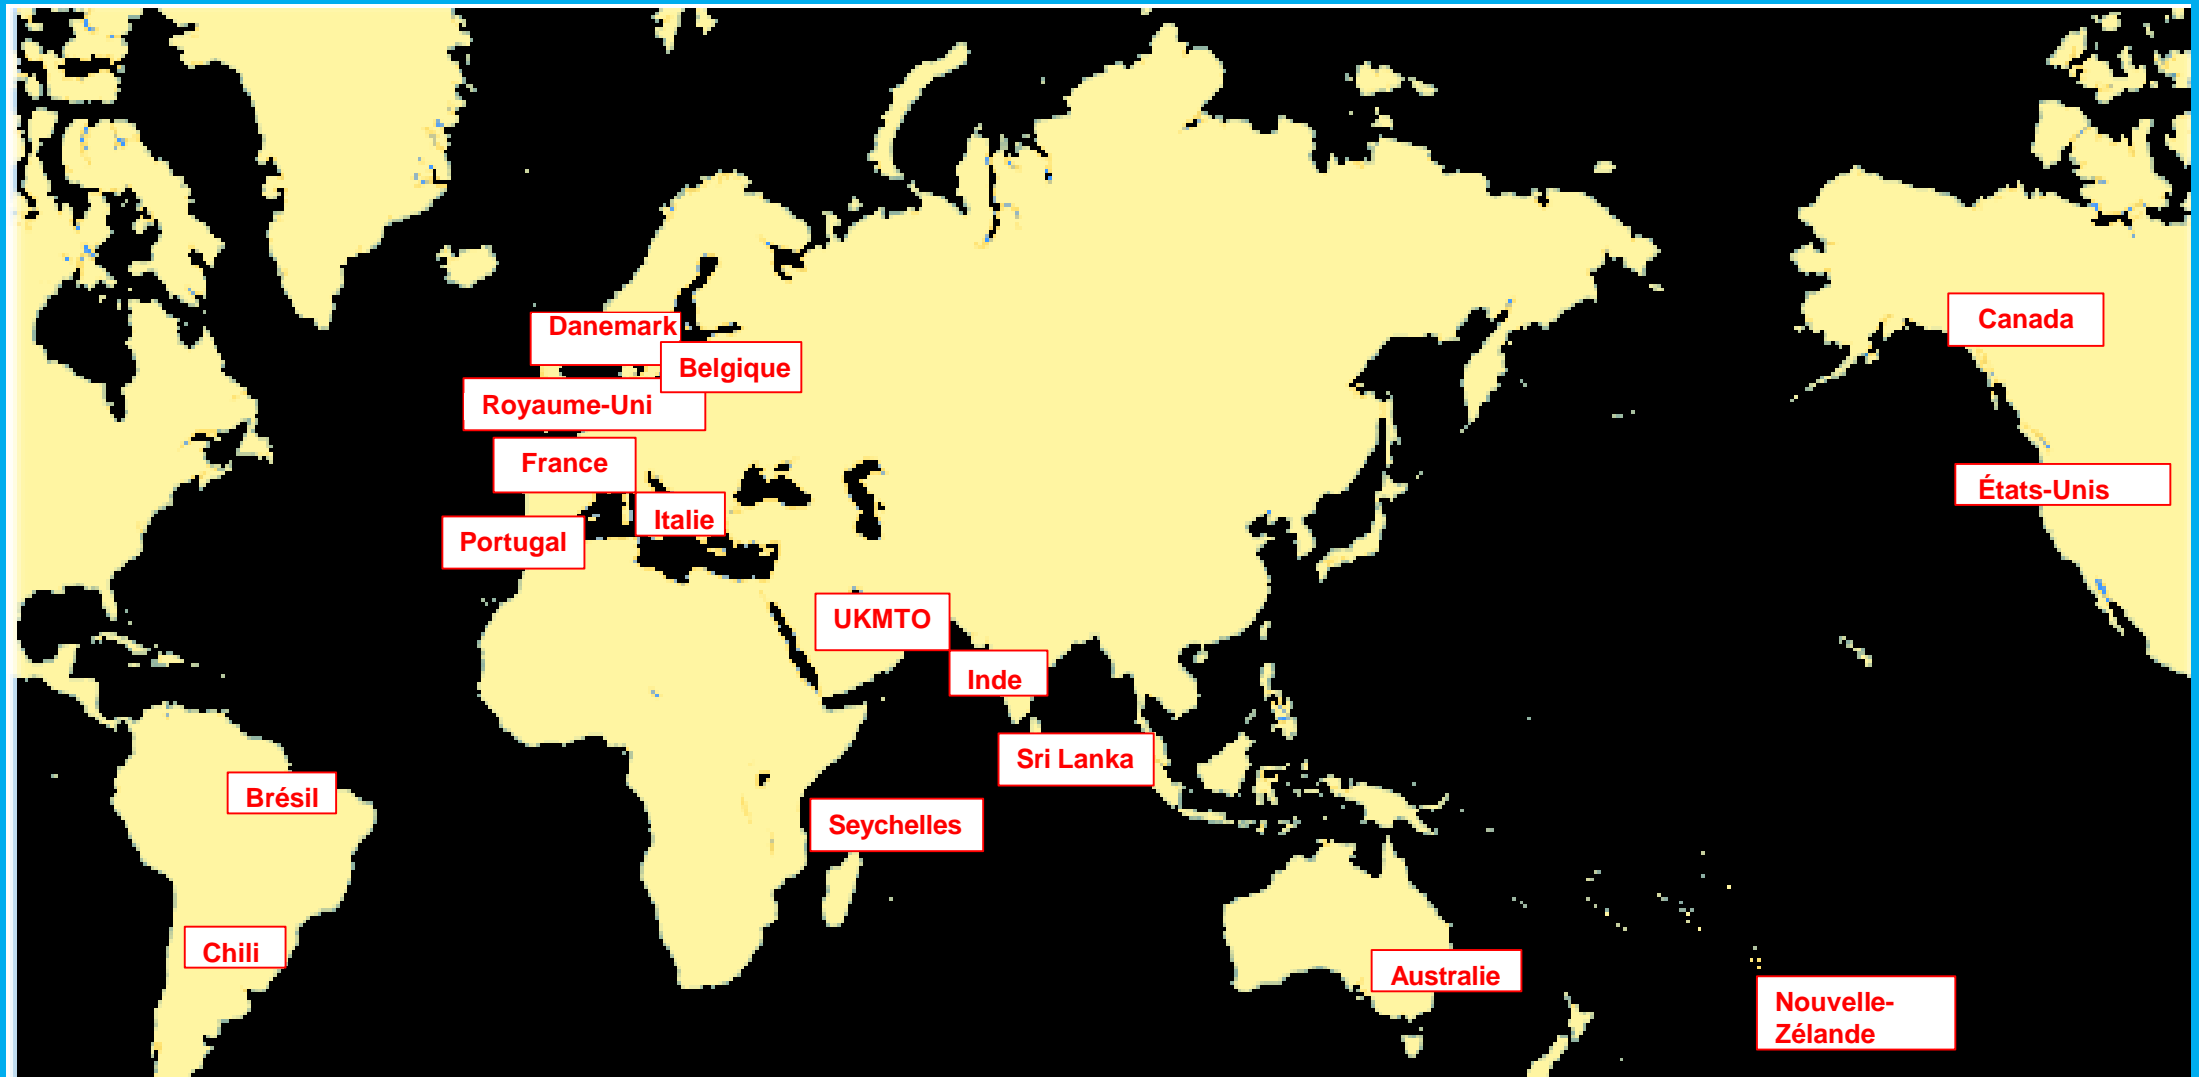 Danemark
Canada
Belgique
Royaume-Uni
France
États-Unis
Italie
Portugal
UKMTO
Inde
Sri Lanka
Brésil
Seychelles
Chili
Australie
Nouvelle-
Zélande